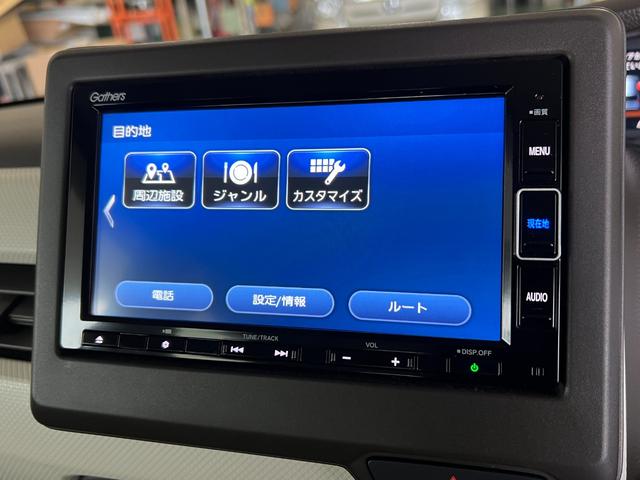 Gathers
目的地
周辺施設
ジャンル
カスタマイズ
電話
設定/情報
ルート
画質
MENU
現在地
AUDIO
TUNE/TRACK
VOL
DISP.OFF